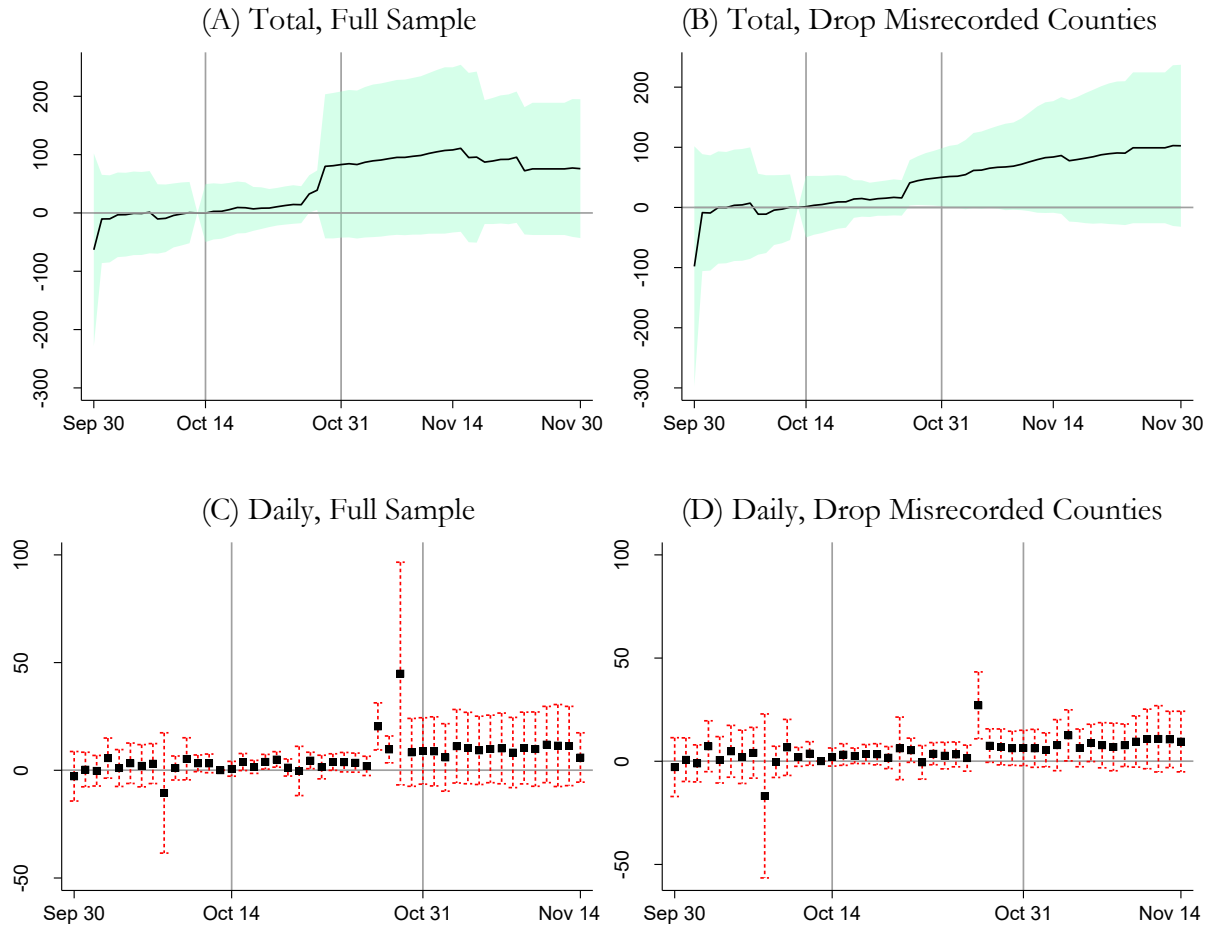 (A) Total, Full Sample
200
100
0
-100
-200
-300
Sep 30 Oct 14 Oct 31 Nov 14 Nov 30
(B) Total, Drop Misrecorded Counties
200
100
0
-100
-200
-300
Sep 30 Oct 14 Oct 31 Nov 14 Nov 30
(C) Daily, Full Sample
100
50
0
-50
Sep 30 Oct 14 Oct 31 Nov 14
(D) Daily, Drop Misrecorded Counties
100
50
0
-50
Sep 30 Oct 14 Oct 31 Nov 14